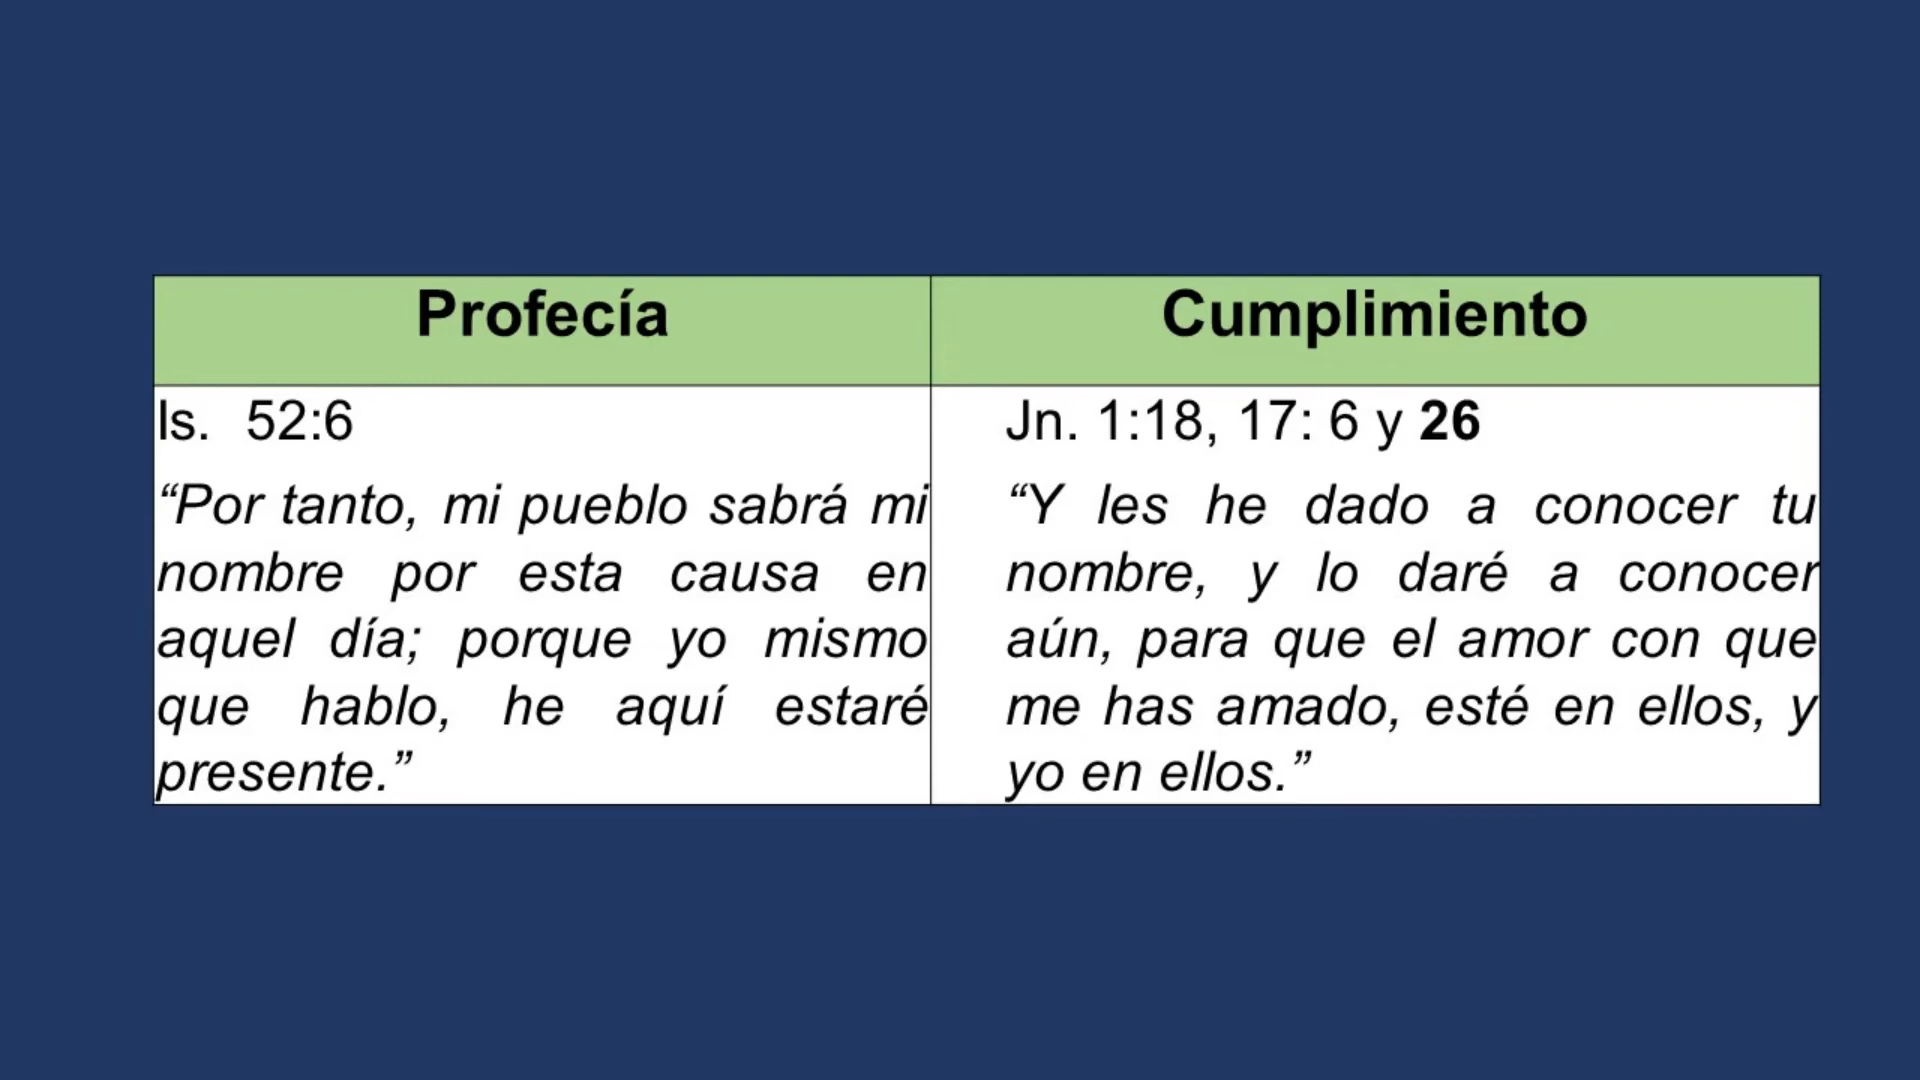 Profecía
Cumplimiento
Is. 52:6
“Por tanto, mi pueblo sabrá mi
nombre por esta causa en
aquel día; porque yo mismo
que hablo, he aquí estaré
presente.”
Jn. 1:18, 17: 6 y 26
“Y les he dado a conocer tu
nombre, y lo daré a conocer
aún, para que el amor con que
me has amado, esté en ellos, y
yo en ellos.”